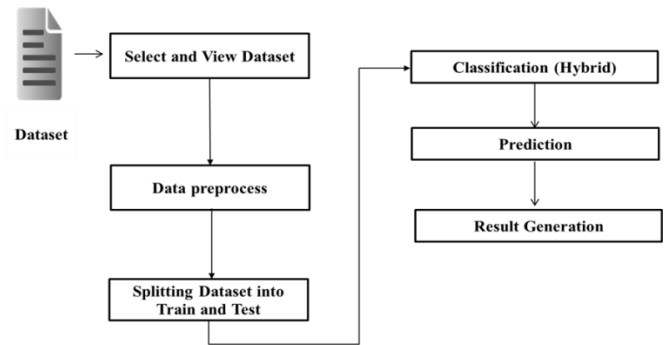 Dataset
Select and View Dataset
Data preprocess
Splitting Dataset into
Train and Test
Classification (Hybrid)
Prediction
Result Generation